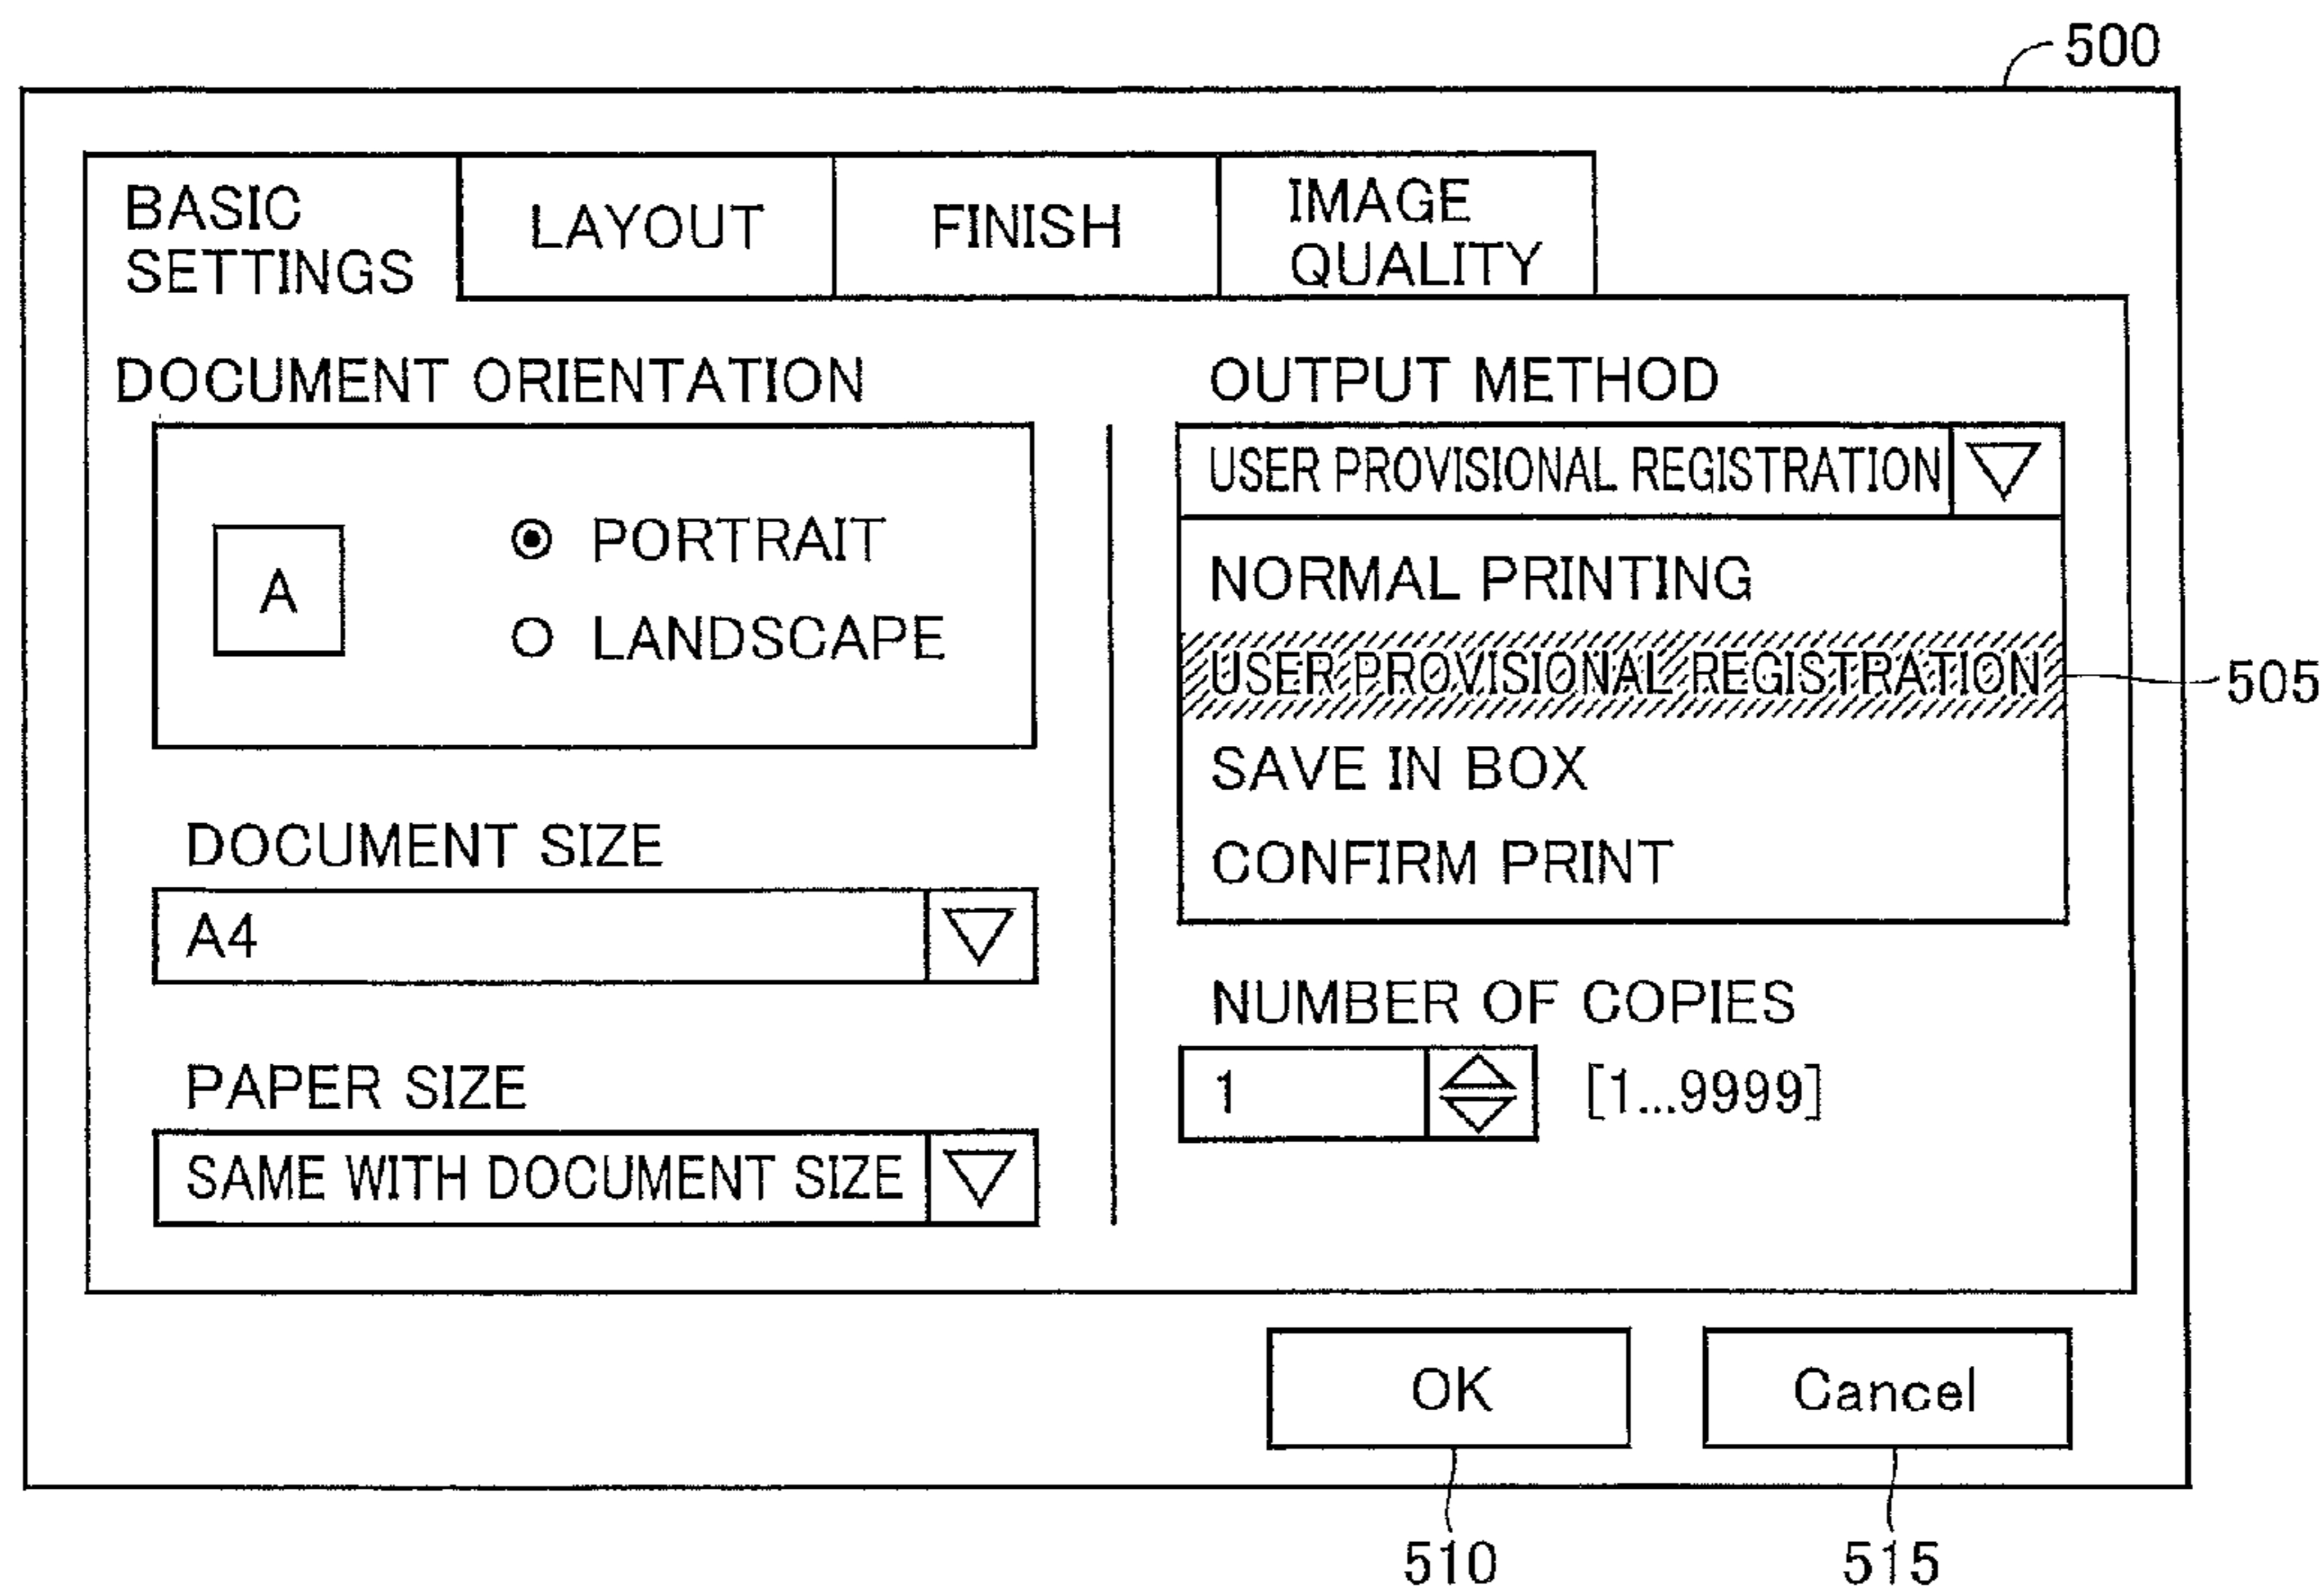 500
BASIC
SETTINGS
LAYOUT
FINISH
IMAGE
QUALITY
DOCUMENT ORIENTATION
A
PORTRAIT
LANDSCAPE
DOCUMENT SIZE
A4
PAPER SIZE
SAME WITH DOCUMENT SIZE
OUTPUT METHOD
USER PROVISIONAL REGISTRATION
NORMAL PRINTING
USER PROVISIONAL REGISTRATION
505
SAVE IN BOX
CONFIRM PRINT
NUMBER OF COPIES
1 [1...9999]
OK
Cancel
510
515